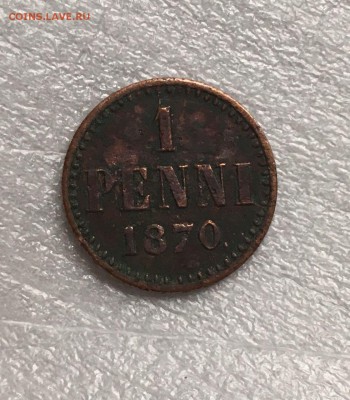 COINS.LAVE.RU
1
PENNI
1870.